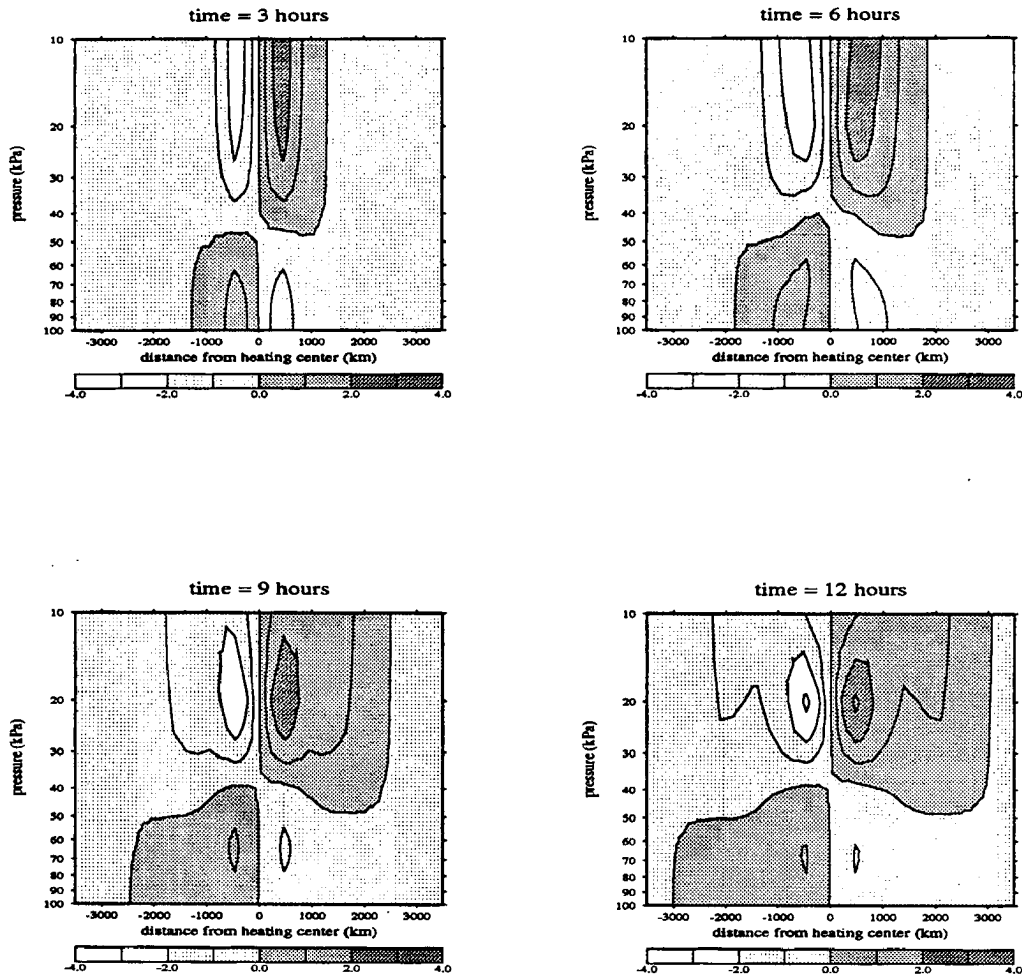 time = 3 hours
10
20
30
40
50
60
70
80
90
100
pressure (kPa)
-3000 -2000 -1000 0 1000 2000 3000
distance from heating center (km)
-4.0 -2.0 0.0 2.0 4.0
time = 6 hours
10
20
30
40
50
60
70
80
90
100
pressure (kPa)
-3000 -2000 -1000 0 1000 2000 3000
distance from heating center (km)
-4.0 -2.0 0.0 2.0 4.0
time = 9 hours
10
20
30
40
50
60
70
80
90
100
pressure (kPa)
-3000 -2000 -1000 0 1000 2000 3000
distance from heating center (km)
-4.0 -2.0 0.0 2.0 4.0
time = 12 hours
10
20
30
40
50
60
70
80
90
100
pressure (kPa)
-3000 -2000 -1000 0 1000 2000 3000
distance from heating center (km)
-4.0 -2.0 0.0 2.0 4.0